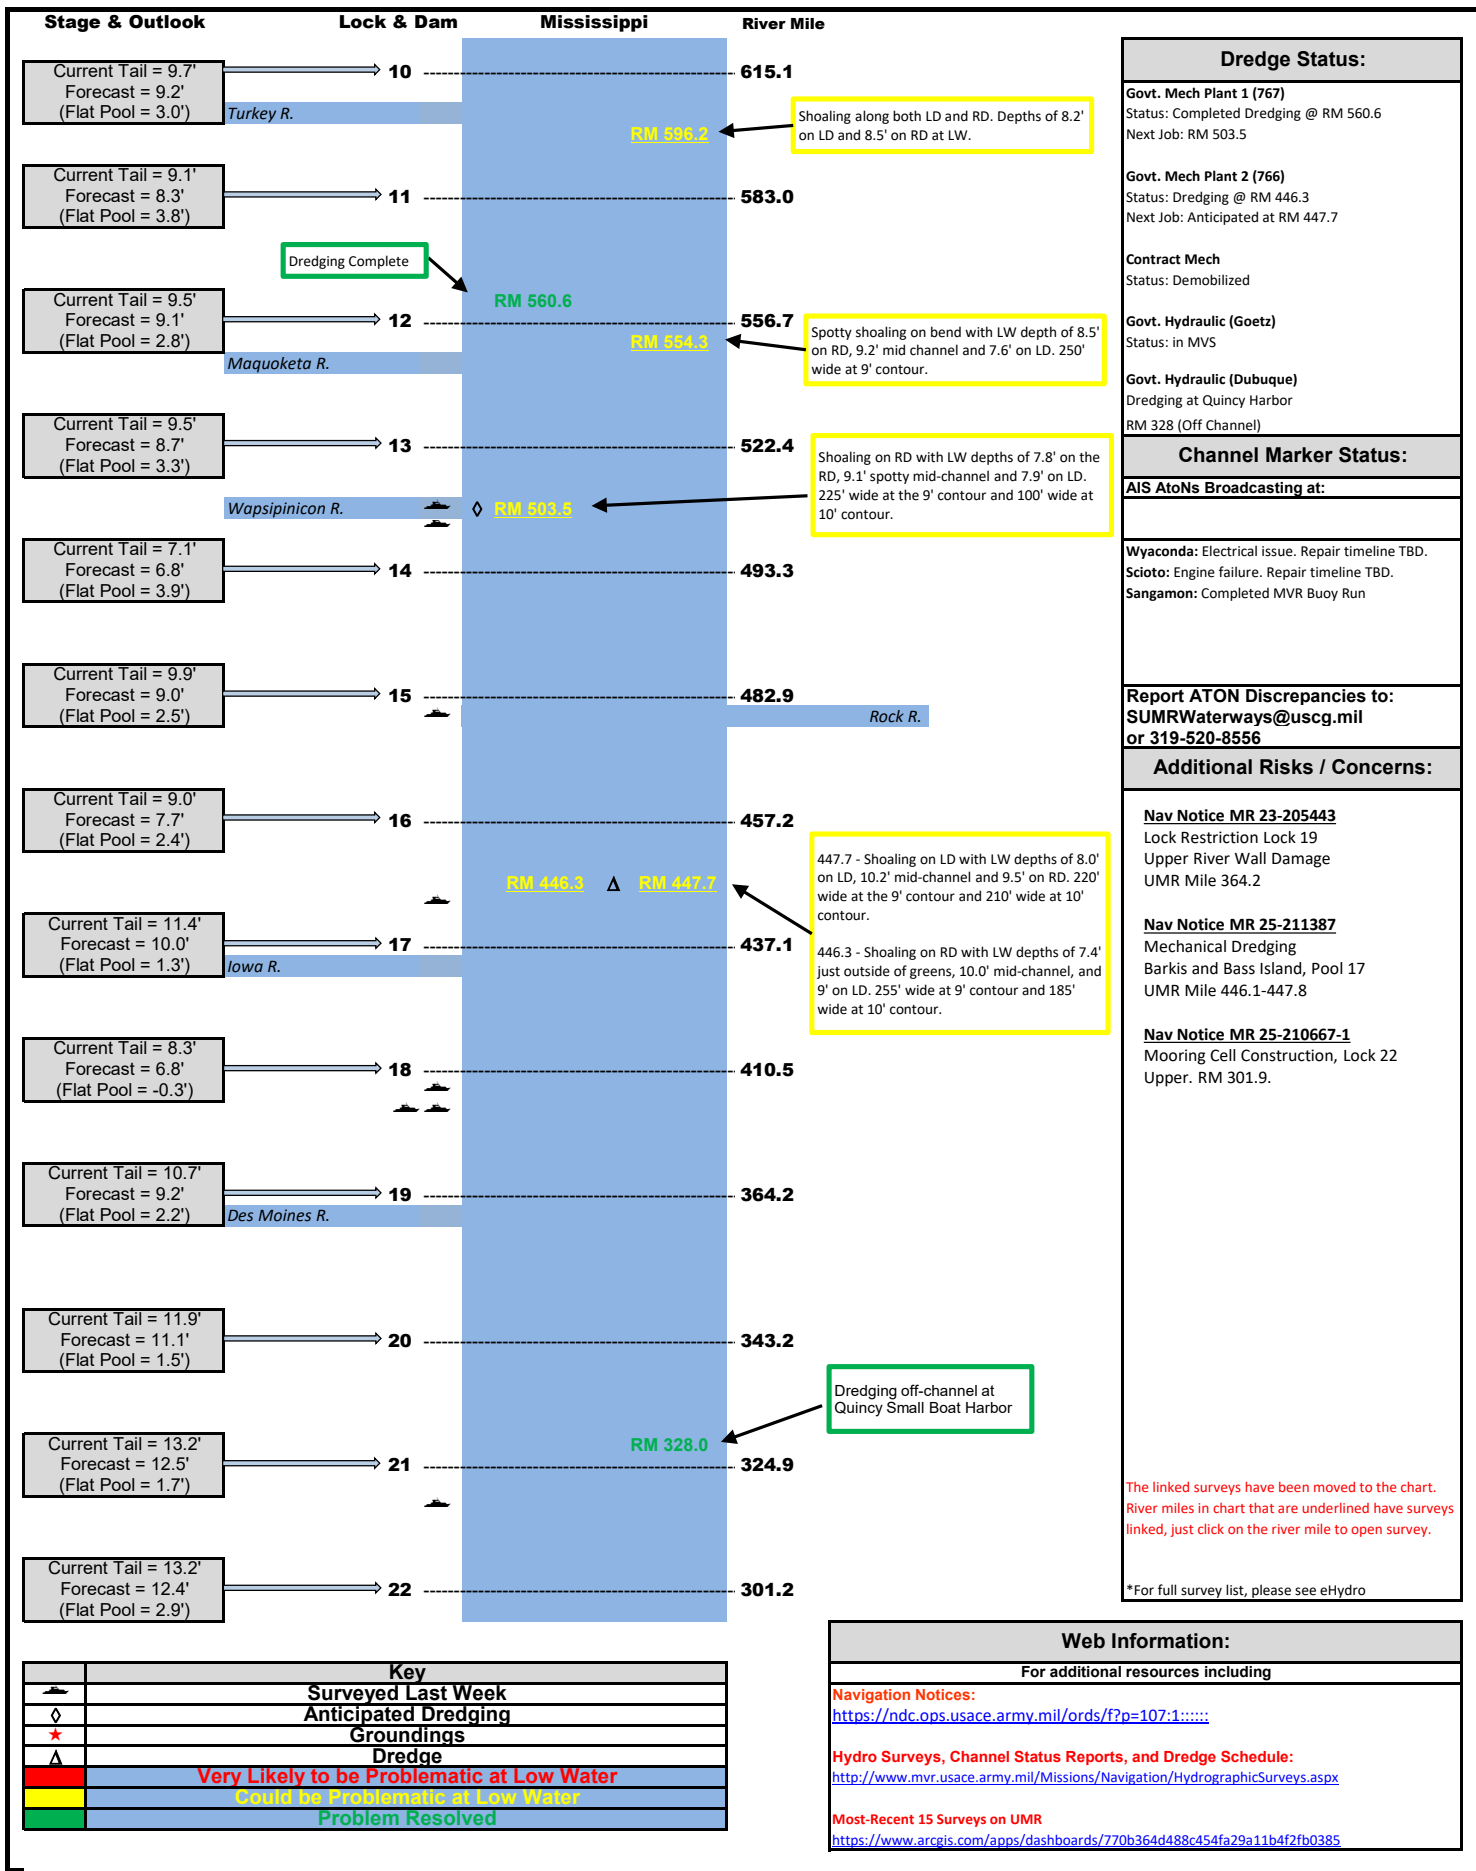 Stage & Outlook
Lock & Dam
Mississippi
River Mile
Current Tail = 9.7'
Forecast = 9.2'
(Flat Pool = 3.0')
10
615.1
Turkey R.
RM 596.2
Shoaling along both LD and RD. Depths of 8.2'
on LD and 8.5' on RD at LW.
Current Tail = 9.1'
Forecast = 8.3'
(Flat Pool = 3.8')
11
583.0
Dredging Complete
RM 560.6
Current Tail = 9.5'
Forecast = 9.1'
(Flat Pool = 2.8')
12
556.7
RM 554.3
Spotty shoaling on bend with LW depth of 8.5'
on RD, 9.2' mid channel and 7.6' on LD. 250'
wide at 9' contour.
Maquoketa R.
Current Tail = 9.5'
Forecast = 8.7'
(Flat Pool = 3.3')
13
522.4
Shoaling on RD with LW depths of 7.8' on the
RD, 9.1' spotty mid-channel and 7.9' on LD.
225' wide at the 9' contour and 100' wide at
10' contour.
Wapsipinicon R.
◊ RM 503.5
Current Tail = 7.1'
Forecast = 6.8'
(Flat Pool = 3.9')
14
493.3
Current Tail = 9.9'
Forecast = 9.0'
(Flat Pool = 2.5')
15
482.9
Rock R.
Current Tail = 9.0'
Forecast = 7.7'
(Flat Pool = 2.4')
16
457.2
RM 446.3 Δ RM 447.7
447.7 - Shoaling on LD with LW depths of 8.0'
on LD, 10.2' mid-channel and 9.5' on RD. 220'
wide at the 9' contour and 210' wide at 10'
contour.
446.3 - Shoaling on RD with LW depths of 7.4'
just outside of greens, 10.0' mid-channel, and
9' on LD. 255' wide at 9' contour and 185'
wide at 10' contour.
Current Tail = 11.4'
Forecast = 10.0'
(Flat Pool = 1.3')
17
437.1
Iowa R.
Current Tail = 8.3'
Forecast = 6.8'
(Flat Pool = -0.3')
18
410.5
Current Tail = 10.7'
Forecast = 9.2'
(Flat Pool = 2.2')
19
364.2
Des Moines R.
Current Tail = 11.9'
Forecast = 11.1'
(Flat Pool = 1.5')
20
343.2
Dredging off-channel at
Quincy Small Boat Harbor
RM 328.0
Current Tail = 13.2'
Forecast = 12.5'
(Flat Pool = 1.7')
21
324.9
Current Tail = 13.2'
Forecast = 12.4'
(Flat Pool = 2.9')
22
301.2
Dredge Status:
Govt. Mech Plant 1 (767)
Status: Completed Dredging @ RM 560.6
Next Job: RM 503.5
Govt. Mech Plant 2 (766)
Status: Dredging @ RM 446.3
Next Job: Anticipated at RM 447.7
Contract Mech
Status: Demobilized
Govt. Hydraulic (Goetz)
Status: in MVS
Govt. Hydraulic (Dubuque)
Dredging at Quincy Harbor
RM 328 (Off Channel)
Channel Marker Status:
AIS AtoNs Broadcasting at:
Wyaconda: Electrical issue. Repair timeline TBD.
Scioto: Engine failure. Repair timeline TBD.
Sangamon: Completed MVR Buoy Run
Report ATON Discrepancies to:
SUMRWaterways@uscg.mil
or 319-520-8556
Additional Risks / Concerns:
Nav Notice MR 23-205443
Lock Restriction Lock 19
Upper River Wall Damage
UMR Mile 364.2
Nav Notice MR 25-211387
Mechanical Dredging
Barkis and Bass Island, Pool 17
UMR Mile 446.1-447.8
Nav Notice MR 25-210667-1
Mooring Cell Construction, Lock 22
Upper. RM 301.9.
The linked surveys have been moved to the chart.
River miles in chart that are underlined have surveys
linked, just click on the river mile to open survey.
*For full survey list, please see eHydro
Key
Surveyed Last Week
◊ Anticipated Dredging
★ Groundings
Δ Dredge
Very Likely to be Problematic at Low Water
Could be Problematic at Low Water
Problem Resolved
Web Information:
For additional resources including
Navigation Notices:
https://ndc.ops.usace.army.mil/ords/f?p=107:1::::::
Hydro Surveys, Channel Status Reports, and Dredge Schedule:
http://www.mvr.usace.army.mil/Missions/Navigation/HydrographicSurveys.aspx
Most-Recent 15 Surveys on UMR
https://www.arcgis.com/apps/dashboards/770b364d488c454fa29a11b4f2fb0385